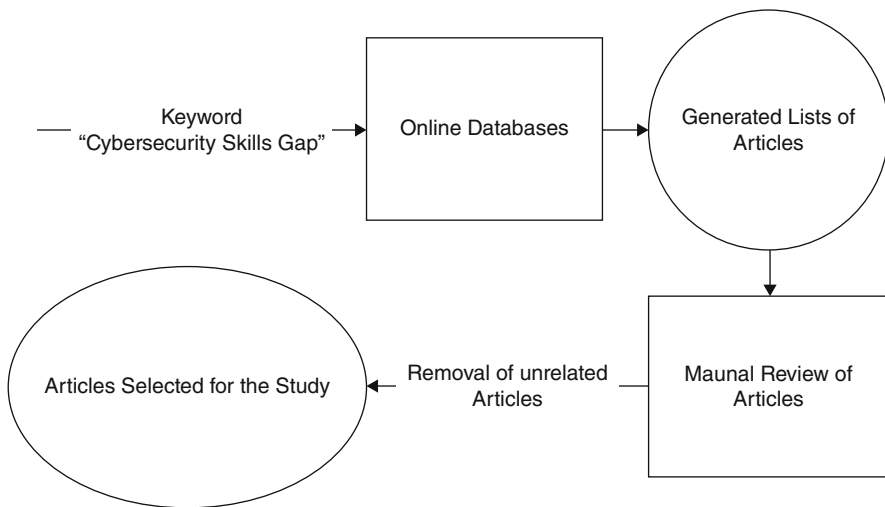 Keyword
“Cybersecurity Skills Gap”
Online Databases
Generated Lists of
Articles
Maunal Review of
Articles
Removal of unrelated
Articles
Articles Selected for the Study